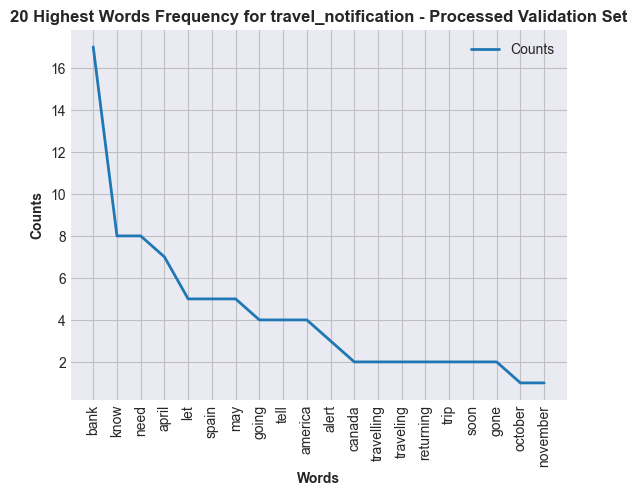 20 Highest Words Frequency for travel_notification - Processed Validation Set
Counts
16
14
12
10
8
6
4
2
Counts
bank
know
need
april
let
spain
may
going
tell
america
alert
canada
travelling
traveling
returning
trip
soon
gone
october
november
Words